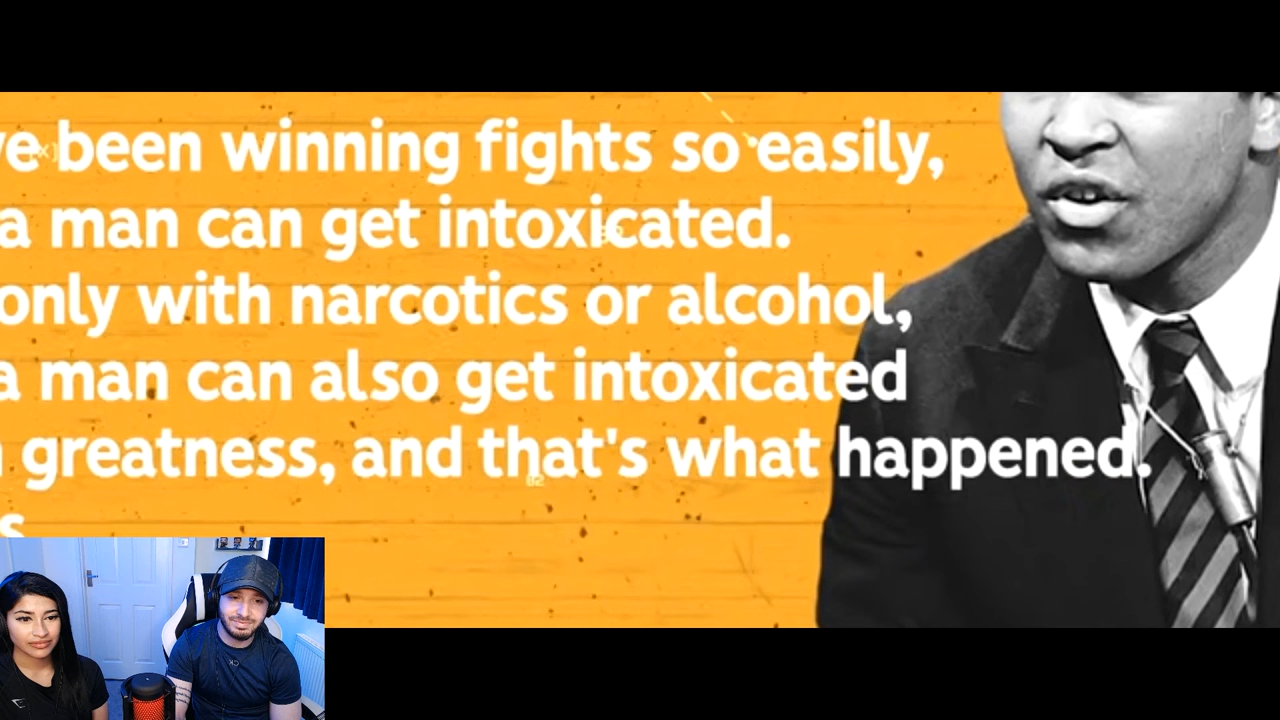 ve been winning fights so easily,
a man can get intoxicated.
only with narcotics or alcohol,
a man can also get intoxicated
greatness, and that's what happened.
s